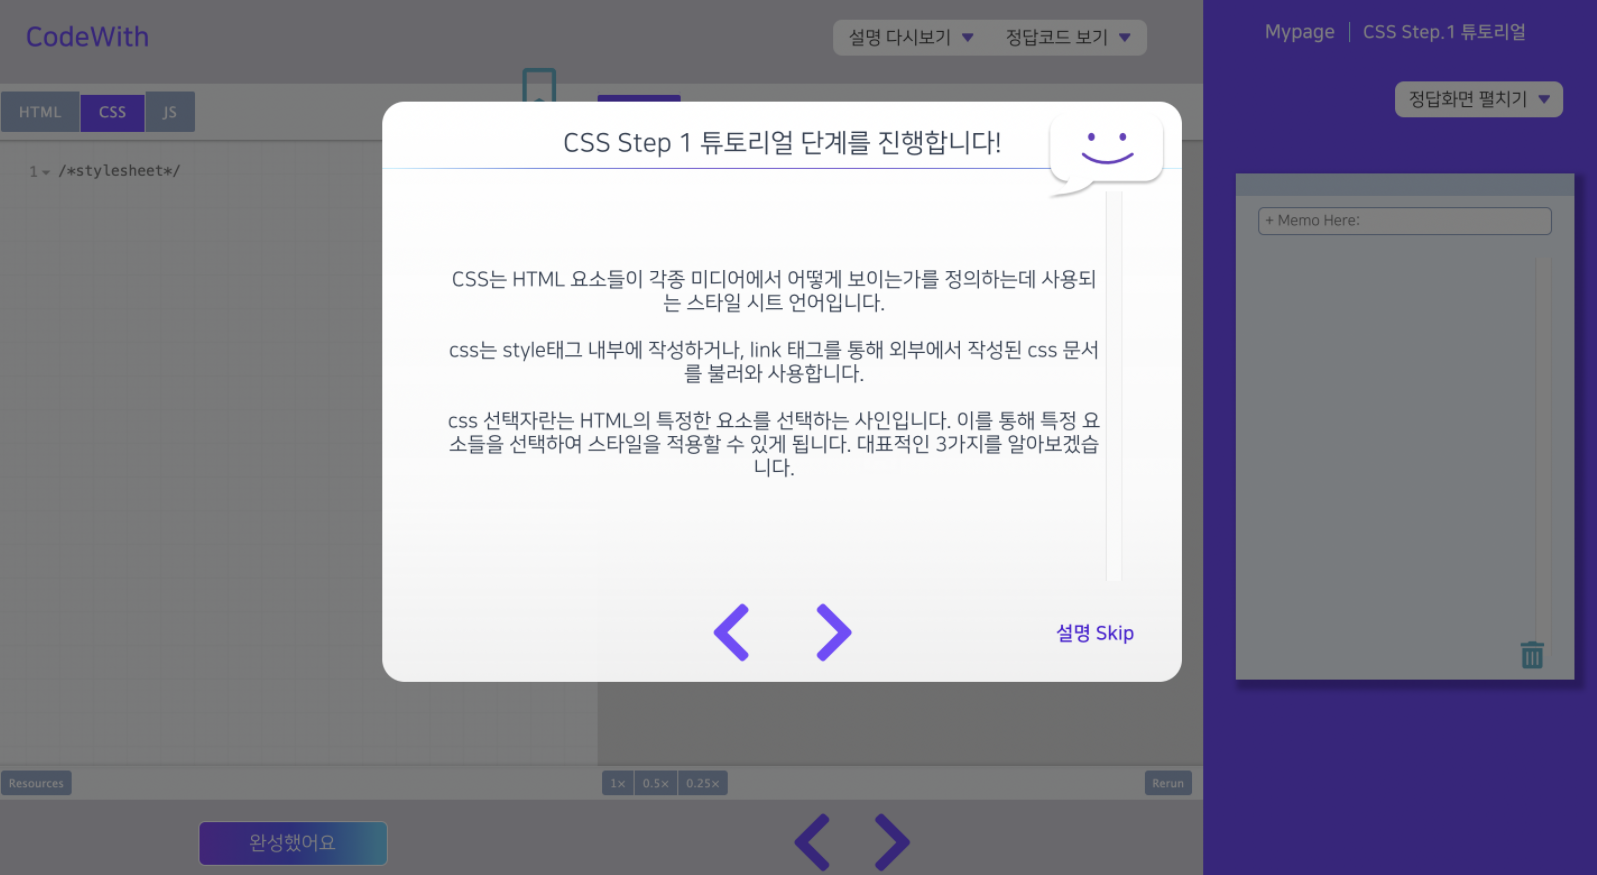 CodeWith
설명 다시보기
정답코드 보기
Mypage
CSS Step.1 튜토리얼
정답화면 펼치기
HTML
CSS
JS
1 /*stylesheet*/
CSS Step 1 튜토리얼 단계를 진행합니다!
CSS는 HTML 요소들이 각종 미디어에서 어떻게 보이는가를 정의하는데 사용되
는 스타일 시트 언어입니다.
css는 style태그 내부에 작성하거나, link 태그를 통해 외부에서 작성된 css 문서
를 불러와 사용합니다.
css 선택자란는 HTML의 특정한 요소를 선택하는 사인입니다. 이를 통해 특정 요
소들을 선택하여 스타일을 적용할 수 있게 됩니다. 대표적인 3가지를 알아보겠습
니다.
설명 Skip
+ Memo Here:
Resources
1×
0.5×
0.25×
Rerun
완성했어요